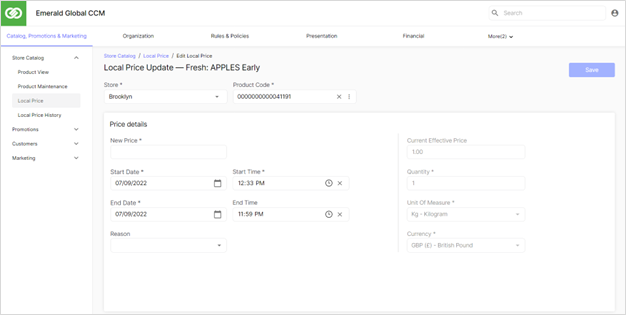 Emerald Global CCM
Search
Catalog, Promotions & Marketing
Organization
Rules & Policies
Presentation
Financial
More(2)
Store Catalog
Product View
Product Maintenance
Local Price
Local Price History
Promotions
Customers
Marketing
Store Catalog / Local Price / Edit Local Price
Local Price Update — Fresh: APPLES Early
Save
Store * Product Code *
Brooklyn 0000000000041191
Price details
New Price * Current Effective Price
1.00
Start Date * Start Time * Quantity *
07/09/2022 12:33 PM 1
End Date * End Time Unit Of Measure *
07/09/2022 11:59 PM Kg - Kilogram
Reason Currency *
GBP (£) - British Pound